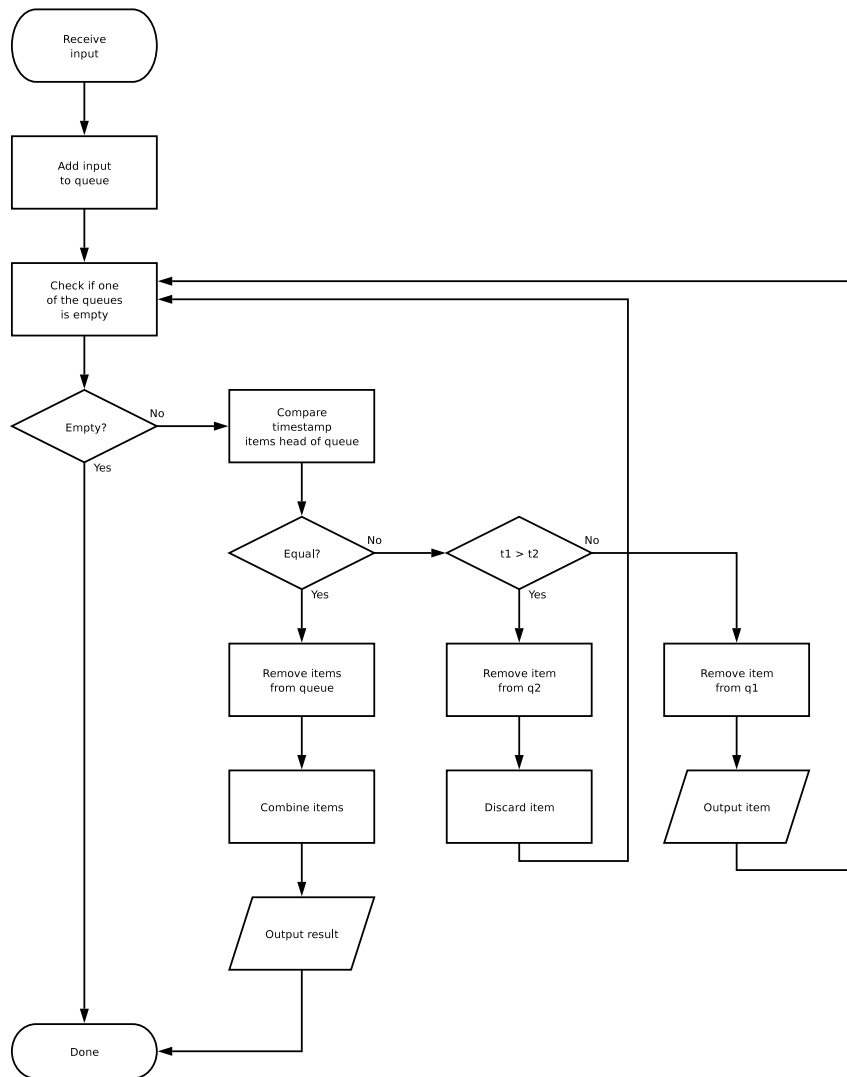 Receive
input
Add input
to queue
Check if one
of the queues
is empty
Empty?
No
Yes
Compare
timestamp
items head of queue
Equal?
No
Yes
t1 > t2
No
Yes
Remove items
from queue
Remove item
from q2
Remove item
from q1
Combine items
Discard item
Output item
Output result
Done